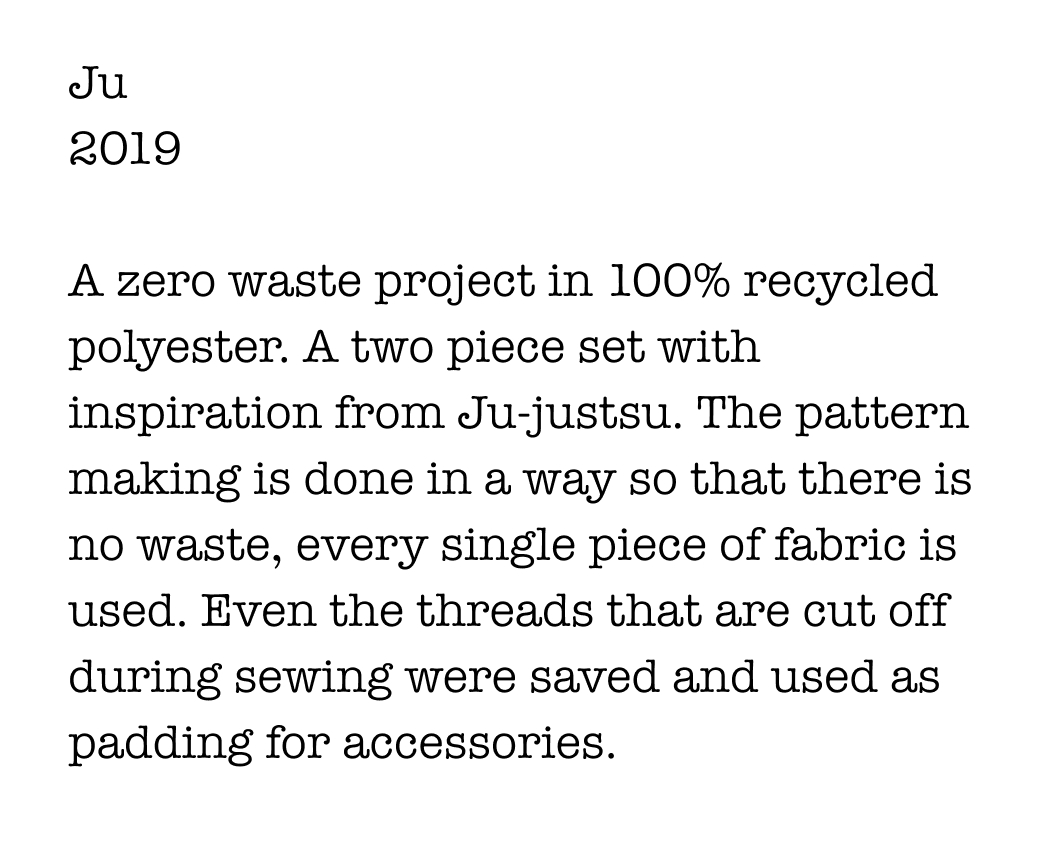 Ju
2019
A zero waste project in 100% recycled
polyester. A two piece set with
inspiration from Ju-justsu. The pattern
making is done in a way so that there is
no waste, every single piece of fabric is
used. Even the threads that are cut off
during sewing were saved and used as
padding for accessories.